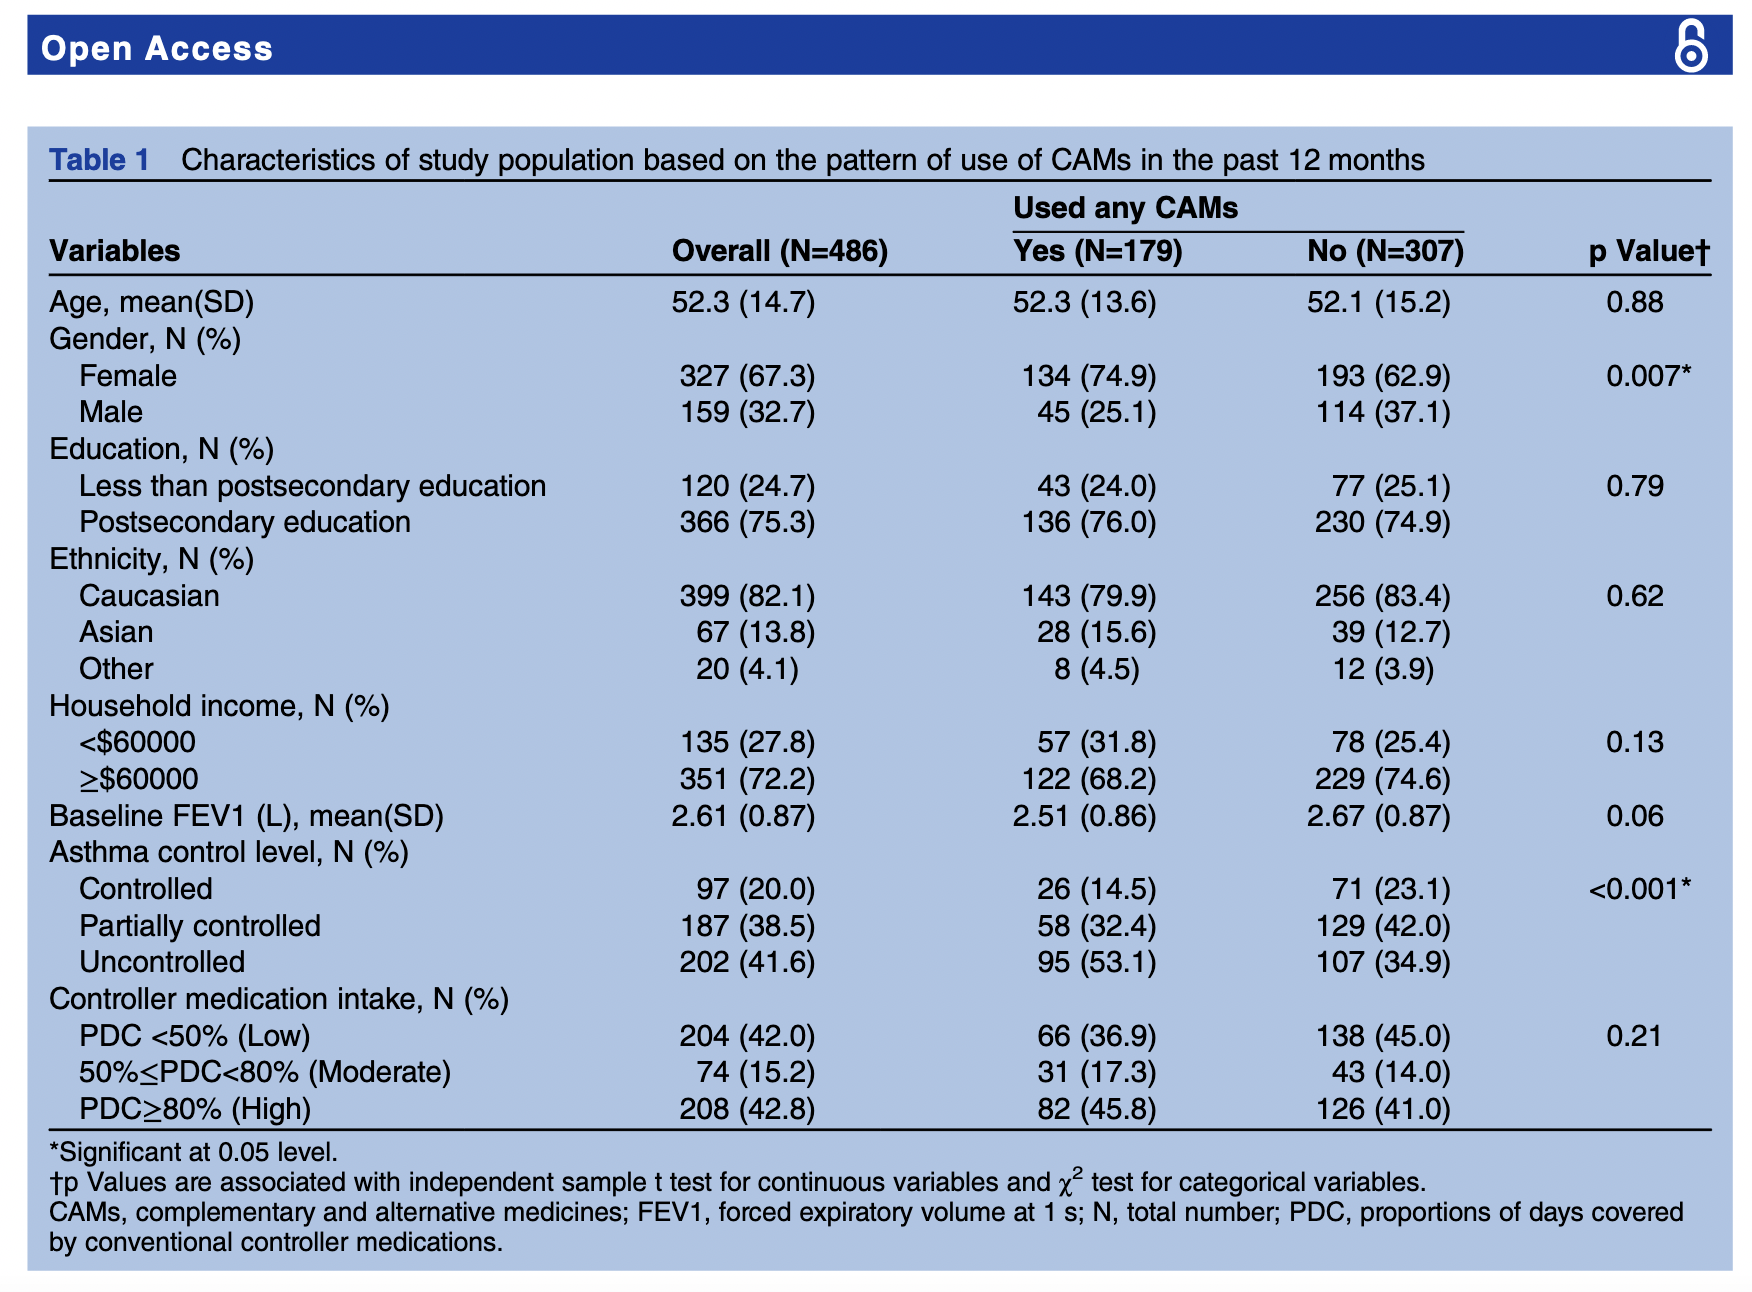 Open Access
Table 1 Characteristics of study population based on the pattern of use of CAMs in the past 12 months
Used any CAMs
Variables Overall (N=486) Yes (N=179) No (N=307) p Value†
Age, mean(SD) 52.3 (14.7) 52.3 (13.6) 52.1 (15.2) 0.88
Gender, N (%)
Female 327 (67.3) 134 (74.9) 193 (62.9) 0.007*
Male 159 (32.7) 45 (25.1) 114 (37.1)
Education, N (%)
Less than postsecondary education 120 (24.7) 43 (24.0) 77 (25.1) 0.79
Postsecondary education 366 (75.3) 136 (76.0) 230 (74.9)
Ethnicity, N (%)
Caucasian 399 (82.1) 143 (79.9) 256 (83.4) 0.62
Asian 67 (13.8) 28 (15.6) 39 (12.7)
Other 20 (4.1) 8 (4.5) 12 (3.9)
Household income, N (%)
<$60000 135 (27.8) 57 (31.8) 78 (25.4) 0.13
≥$60000 351 (72.2) 122 (68.2) 229 (74.6)
Baseline FEV1 (L), mean(SD) 2.61 (0.87) 2.51 (0.86) 2.67 (0.87) 0.06
Asthma control level, N (%)
Controlled 97 (20.0) 26 (14.5) 71 (23.1) <0.001*
Partially controlled 187 (38.5) 58 (32.4) 129 (42.0)
Uncontrolled 202 (41.6) 95 (53.1) 107 (34.9)
Controller medication intake, N (%)
PDC <50% (Low) 204 (42.0) 66 (36.9) 138 (45.0) 0.21
50%≤PDC<80% (Moderate) 74 (15.2) 31 (17.3) 43 (14.0)
PDC≥80% (High) 208 (42.8) 82 (45.8) 126 (41.0)
*Significant at 0.05 level.
†p Values are associated with independent sample t test for continuous variables and χ² test for categorical variables.
CAMs, complementary and alternative medicines; FEV1, forced expiratory volume at 1 s; N, total number; PDC, proportions of days covered
by conventional controller medications.